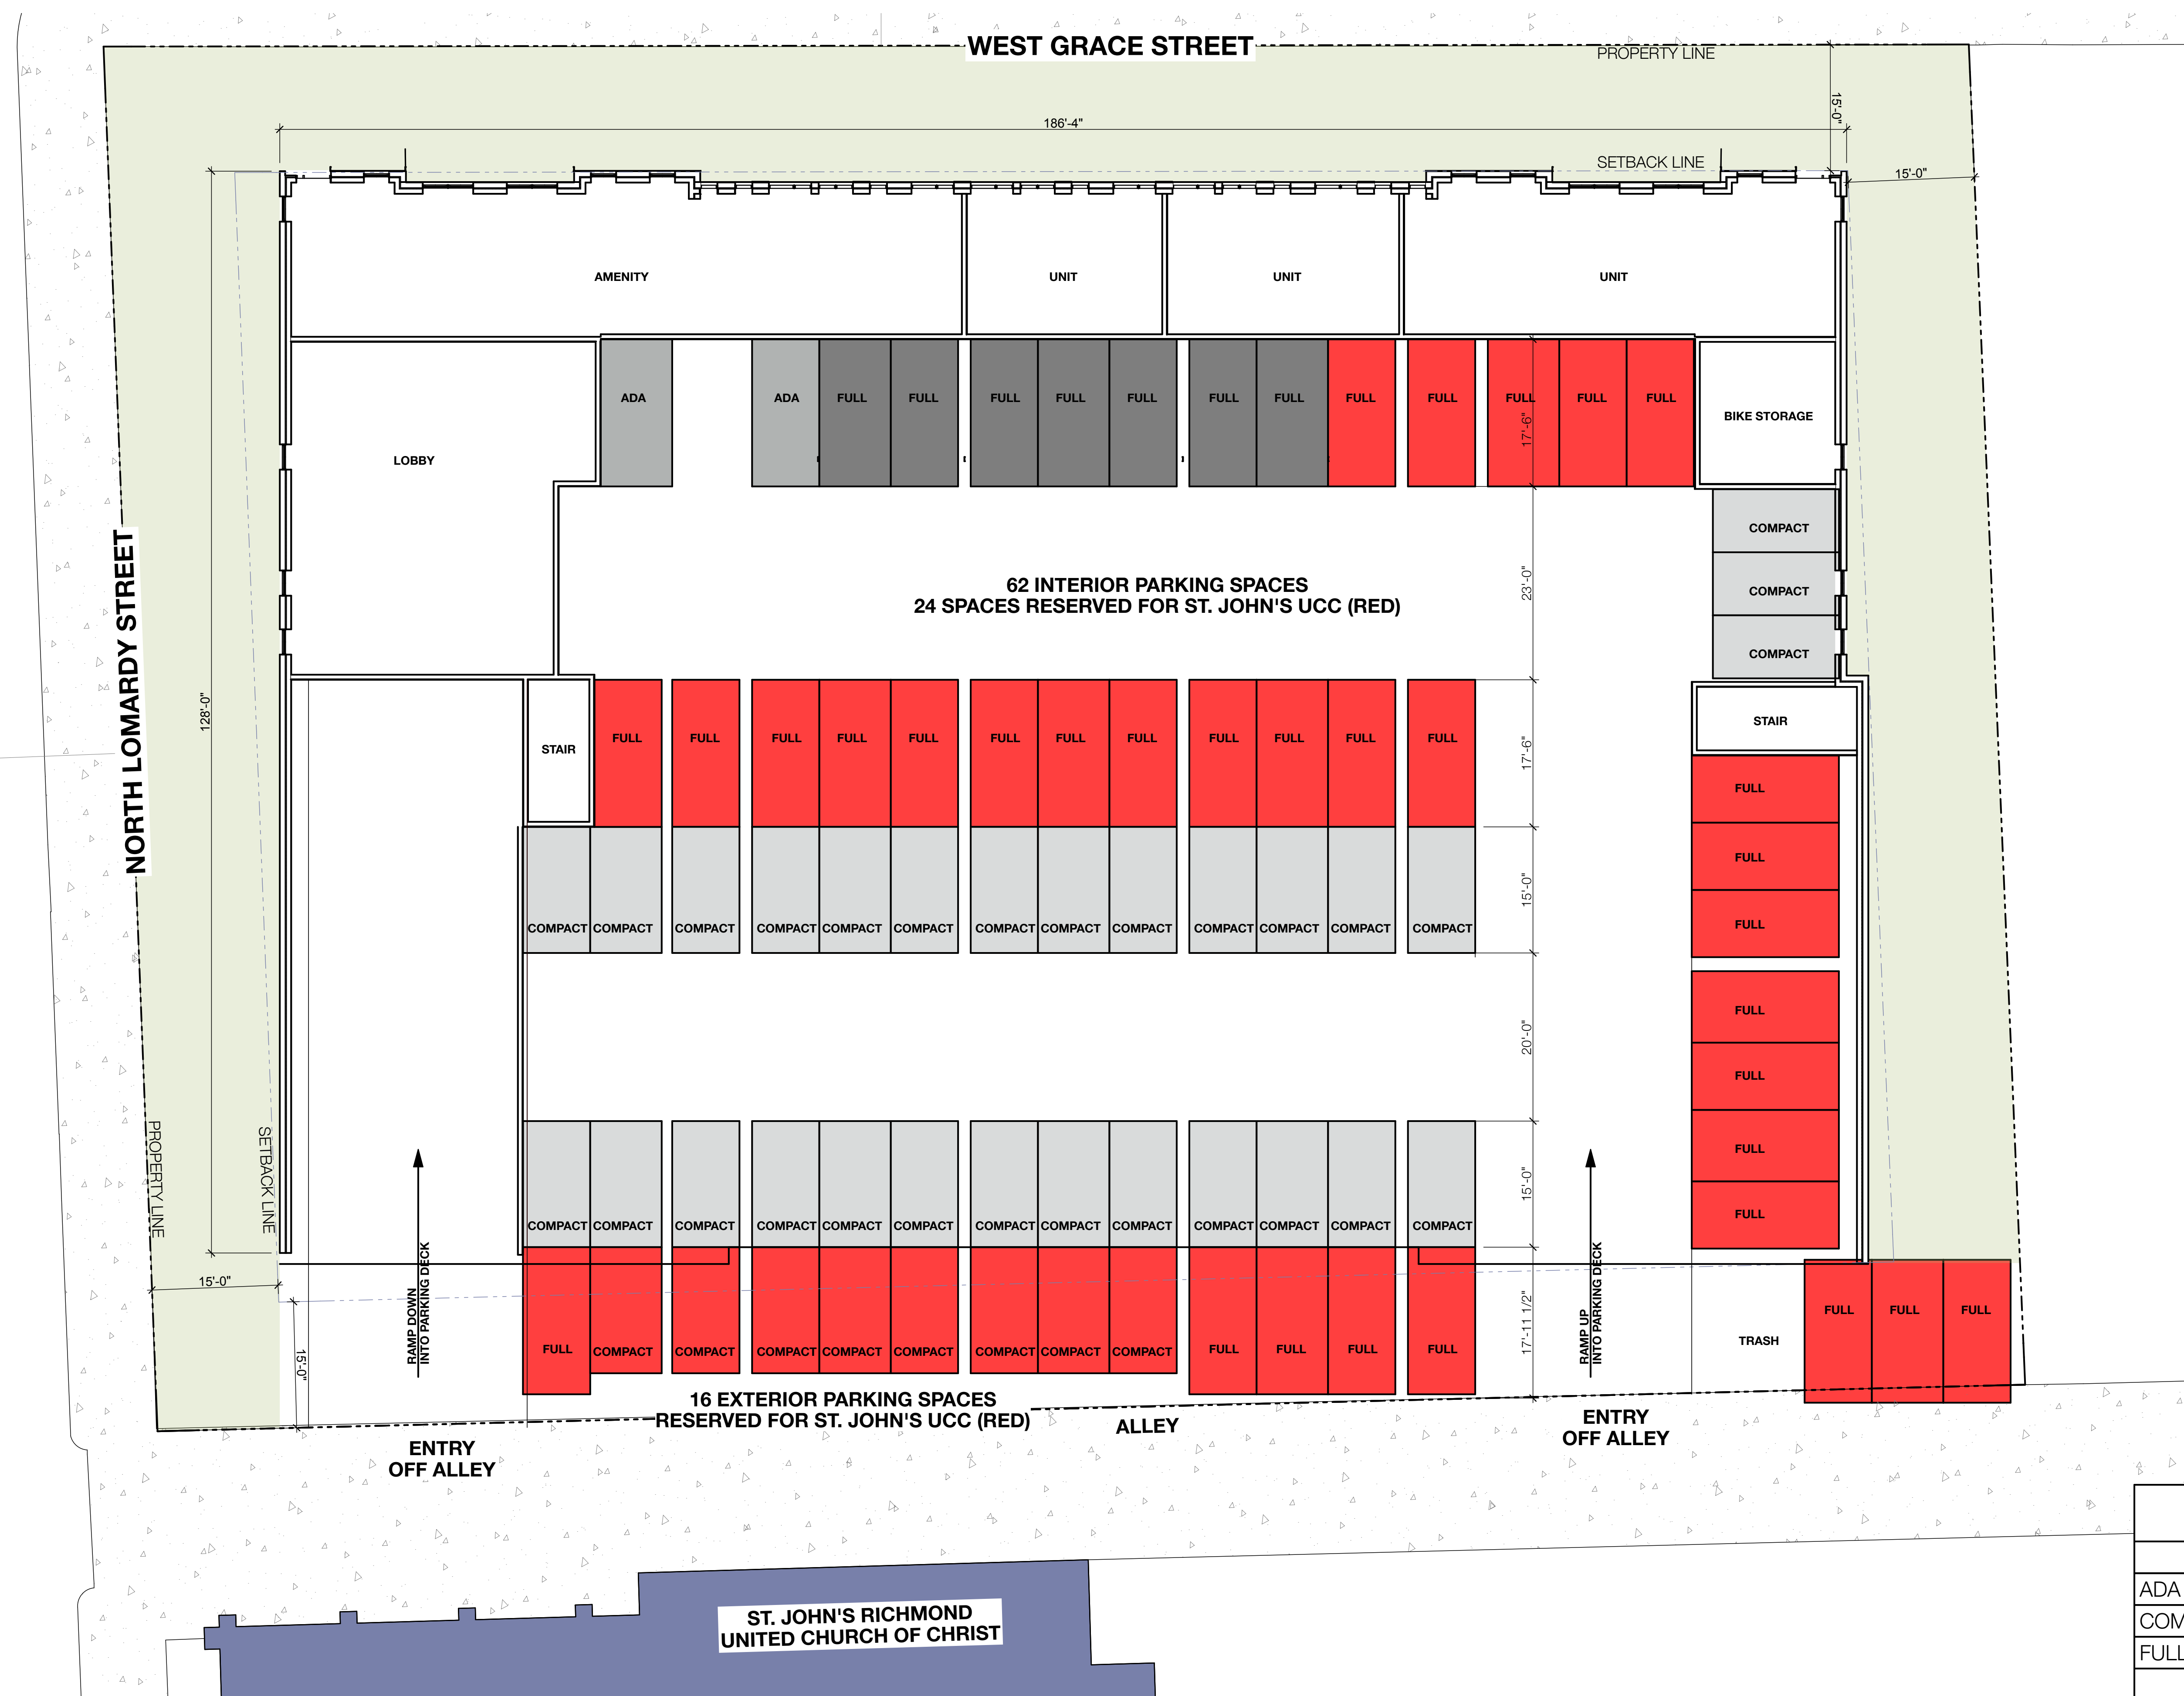 WEST GRACE STREET
PROPERTY LINE
15'-0"
186'-4"
SETBACK LINE
15'-0"
AMENITY
UNIT
UNIT
UNIT
ADA
ADA
FULL
FULL
FULL
FULL
FULL
FULL
FULL
FULL
FULL
FULL
FULL
FULL
17'-6"
BIKE STORAGE
LOBBY
COMPACT
COMPACT
COMPACT
62 INTERIOR PARKING SPACES
24 SPACES RESERVED FOR ST. JOHN'S UCC (RED)
23'-0"
NORTH LOMARDY STREET
128'-0"
STAIR
STAIR
FULL
FULL
FULL
FULL
FULL
FULL
FULL
FULL
FULL
FULL
FULL
FULL
17'-6"
FULL
FULL
FULL
COMPACT
COMPACT
COMPACT
COMPACT
COMPACT
COMPACT
COMPACT
COMPACT
COMPACT
COMPACT
COMPACT
COMPACT
COMPACT
15'-0"
20'-0"
FULL
FULL
FULL
FULL
PROPERTY LINE
SETBACK LINE
COMPACT
COMPACT
COMPACT
COMPACT
COMPACT
COMPACT
COMPACT
COMPACT
COMPACT
COMPACT
COMPACT
COMPACT
COMPACT
15'-0"
15'-0"
15'-0"
RAMP DOWN
INTO PARKING DECK
FULL
COMPACT
COMPACT
COMPACT
COMPACT
COMPACT
COMPACT
COMPACT
COMPACT
FULL
FULL
FULL
FULL
17'-11 1/2"
RAMP UP
INTO PARKING DECK
TRASH
FULL
FULL
FULL
16 EXTERIOR PARKING SPACES
RESERVED FOR ST. JOHN'S UCC (RED)
ALLEY
ENTRY
OFF ALLEY
ENTRY
OFF ALLEY
ST. JOHN'S RICHMOND
UNITED CHURCH OF CHRIST
ADA
COM
FULL